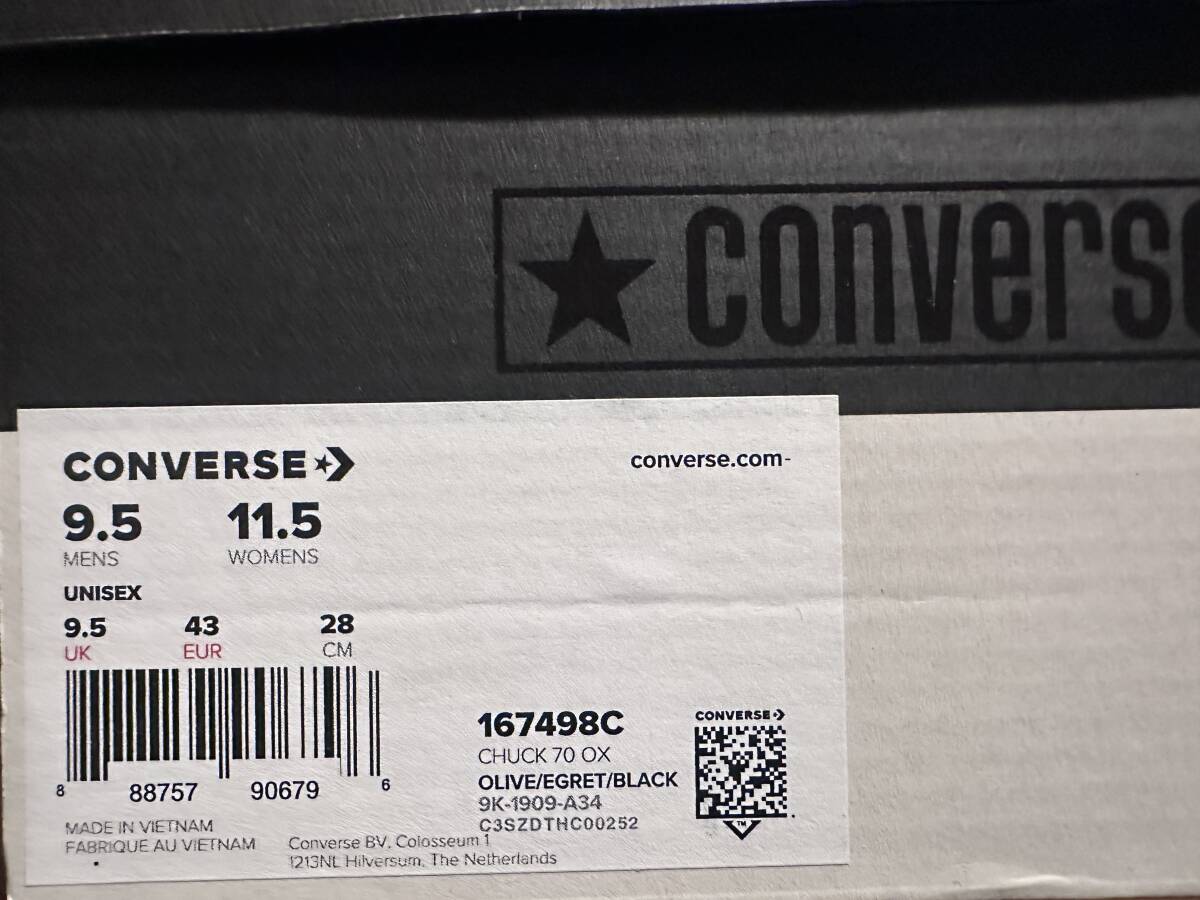 converse
CONVERSE
converse.com
9.5 11.5
MENS WOMENS
UNISEX
9.5 43 28
UK EUR CM
8 88757 90679 6
167498C
CHUCK 70 OX
OLIVE/EGRET/BLACK
9K-1909-A34
C3SZDTHC00252
CONVERSE
TM
MADE IN VIETNAM
FABRIQUE AU VIETNAM
Converse BV. Colosseum 1
1213NL Hilversum, The Netherlands